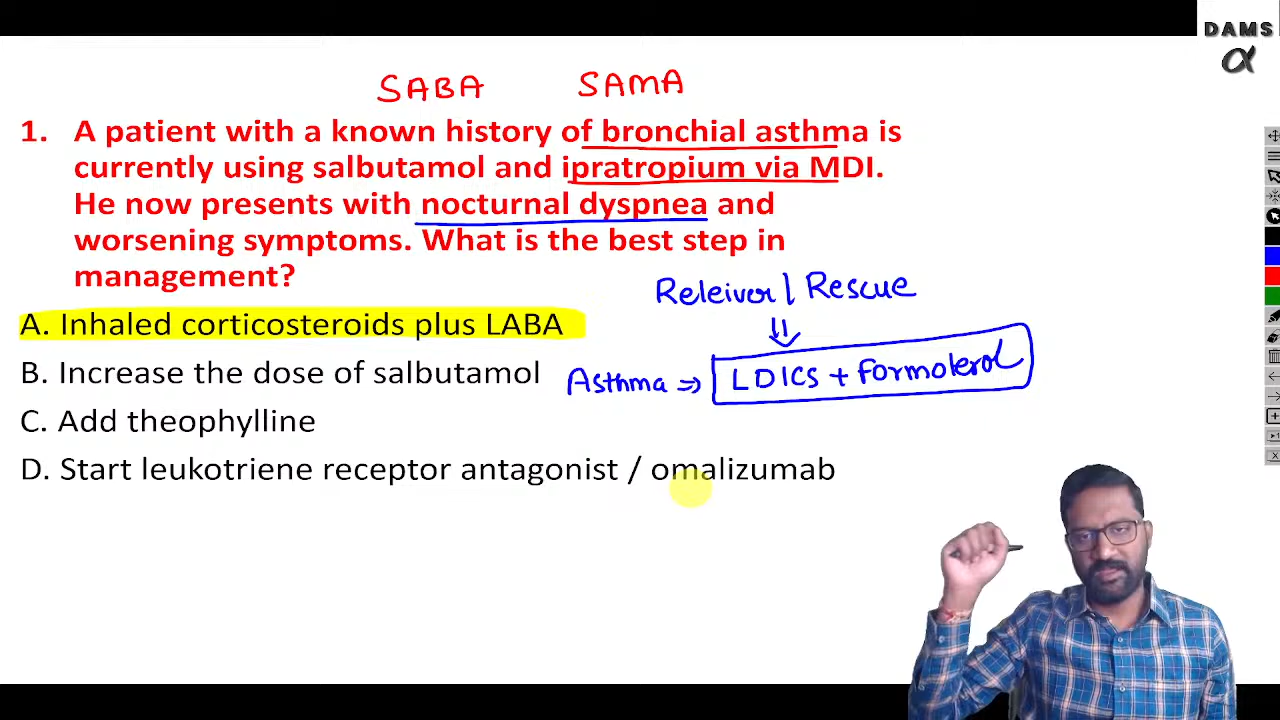 DAMS
α
SABA SAMA
1. A patient with a known history of bronchial asthma is
currently using salbutamol and ipratropium via MDI.
He now presents with nocturnal dyspnea and
worsening symptoms. What is the best step in
management?
Releiver | Rescue
A. Inhaled corticosteroids plus LABA
B. Increase the dose of salbutamol
Asthma ⇒ LDICS + Formoterol
C. Add theophylline
D. Start leukotriene receptor antagonist / omalizumab